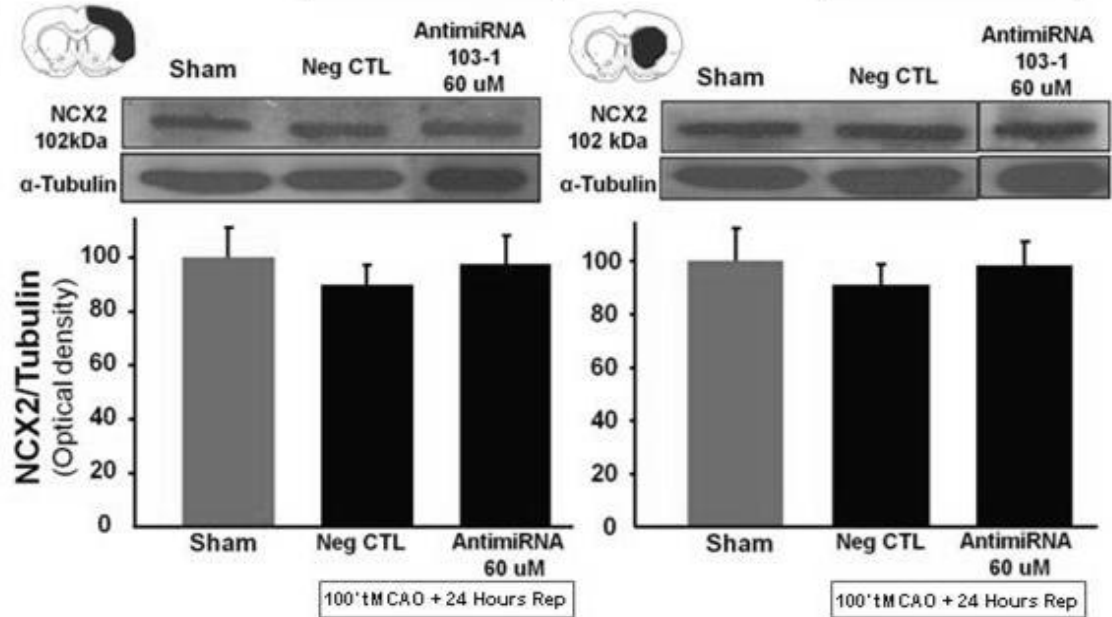 Sham
Neg CTL
AntimiRNA
103-1
60 uM
NCX2
102kDa
α-Tubulin
NCX2/Tubulin
(Optical density)
100
80
60
40
20
0
Sham
Neg CTL
AntimiRNA
60 uM
100'tMCAO + 24 Hours Rep
Sham
Neg CTL
AntimiRNA
103-1
60 uM
NCX2
102 kDa
α-Tubulin
100
80
60
40
20
0
Sham
Neg CTL
AntimiRNA
60 uM
100'tMCAO + 24 Hours Rep